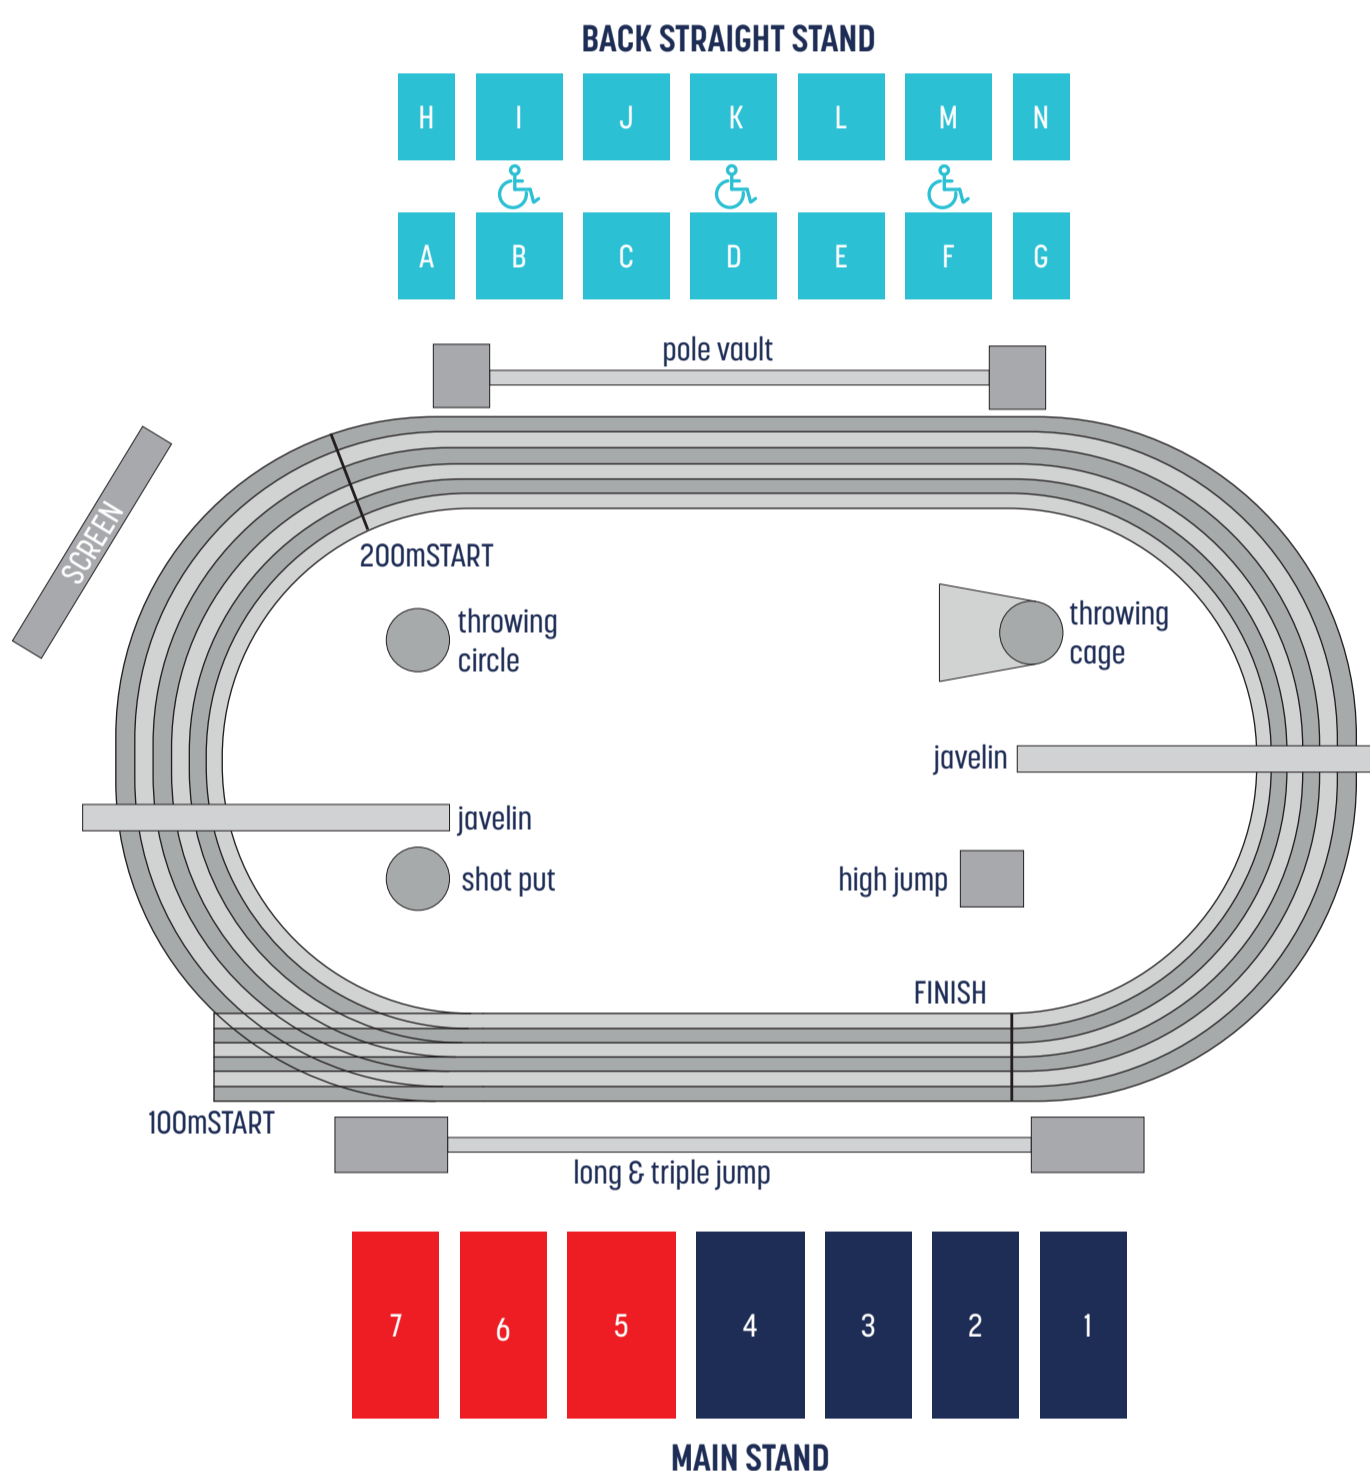 BACK STRAIGHT STAND
H I J K L M N
A B C D E F G
pole vault
SCREEN
200mSTART
throwing
circle
throwing
cage
javelin
javelin
shot put
high jump
FINISH
100mSTART
long & triple jump
7 6 5 4 3 2 1
MAIN STAND